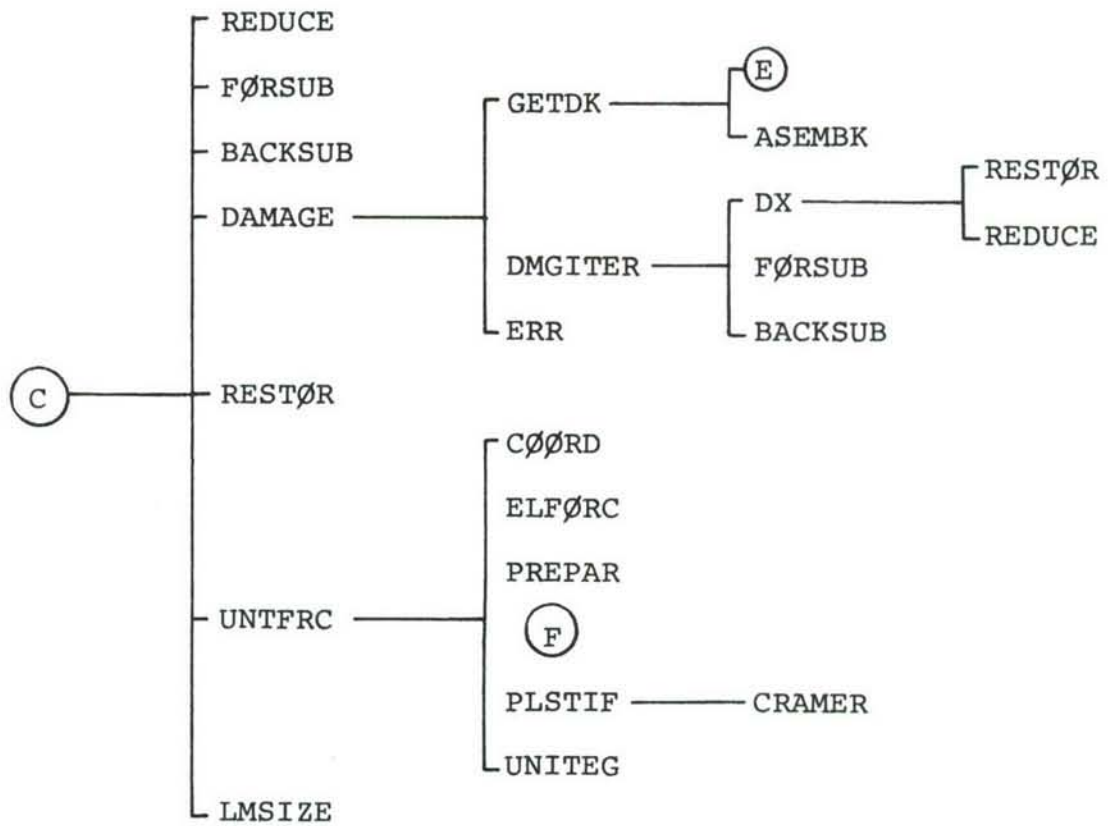 REDUCE
FØRSUB
BACKSUB
DAMAGE
GETDK
E
ASEMBK
DMGITER
DX
RESTØR
REDUCE
FØRSUB
BACKSUB
ERR
C
RESTØR
UNTFRC
CØØRD
ELFØRC
PREPAR
F
PLSTIF
CRAMER
UNITEG
LMSIZE